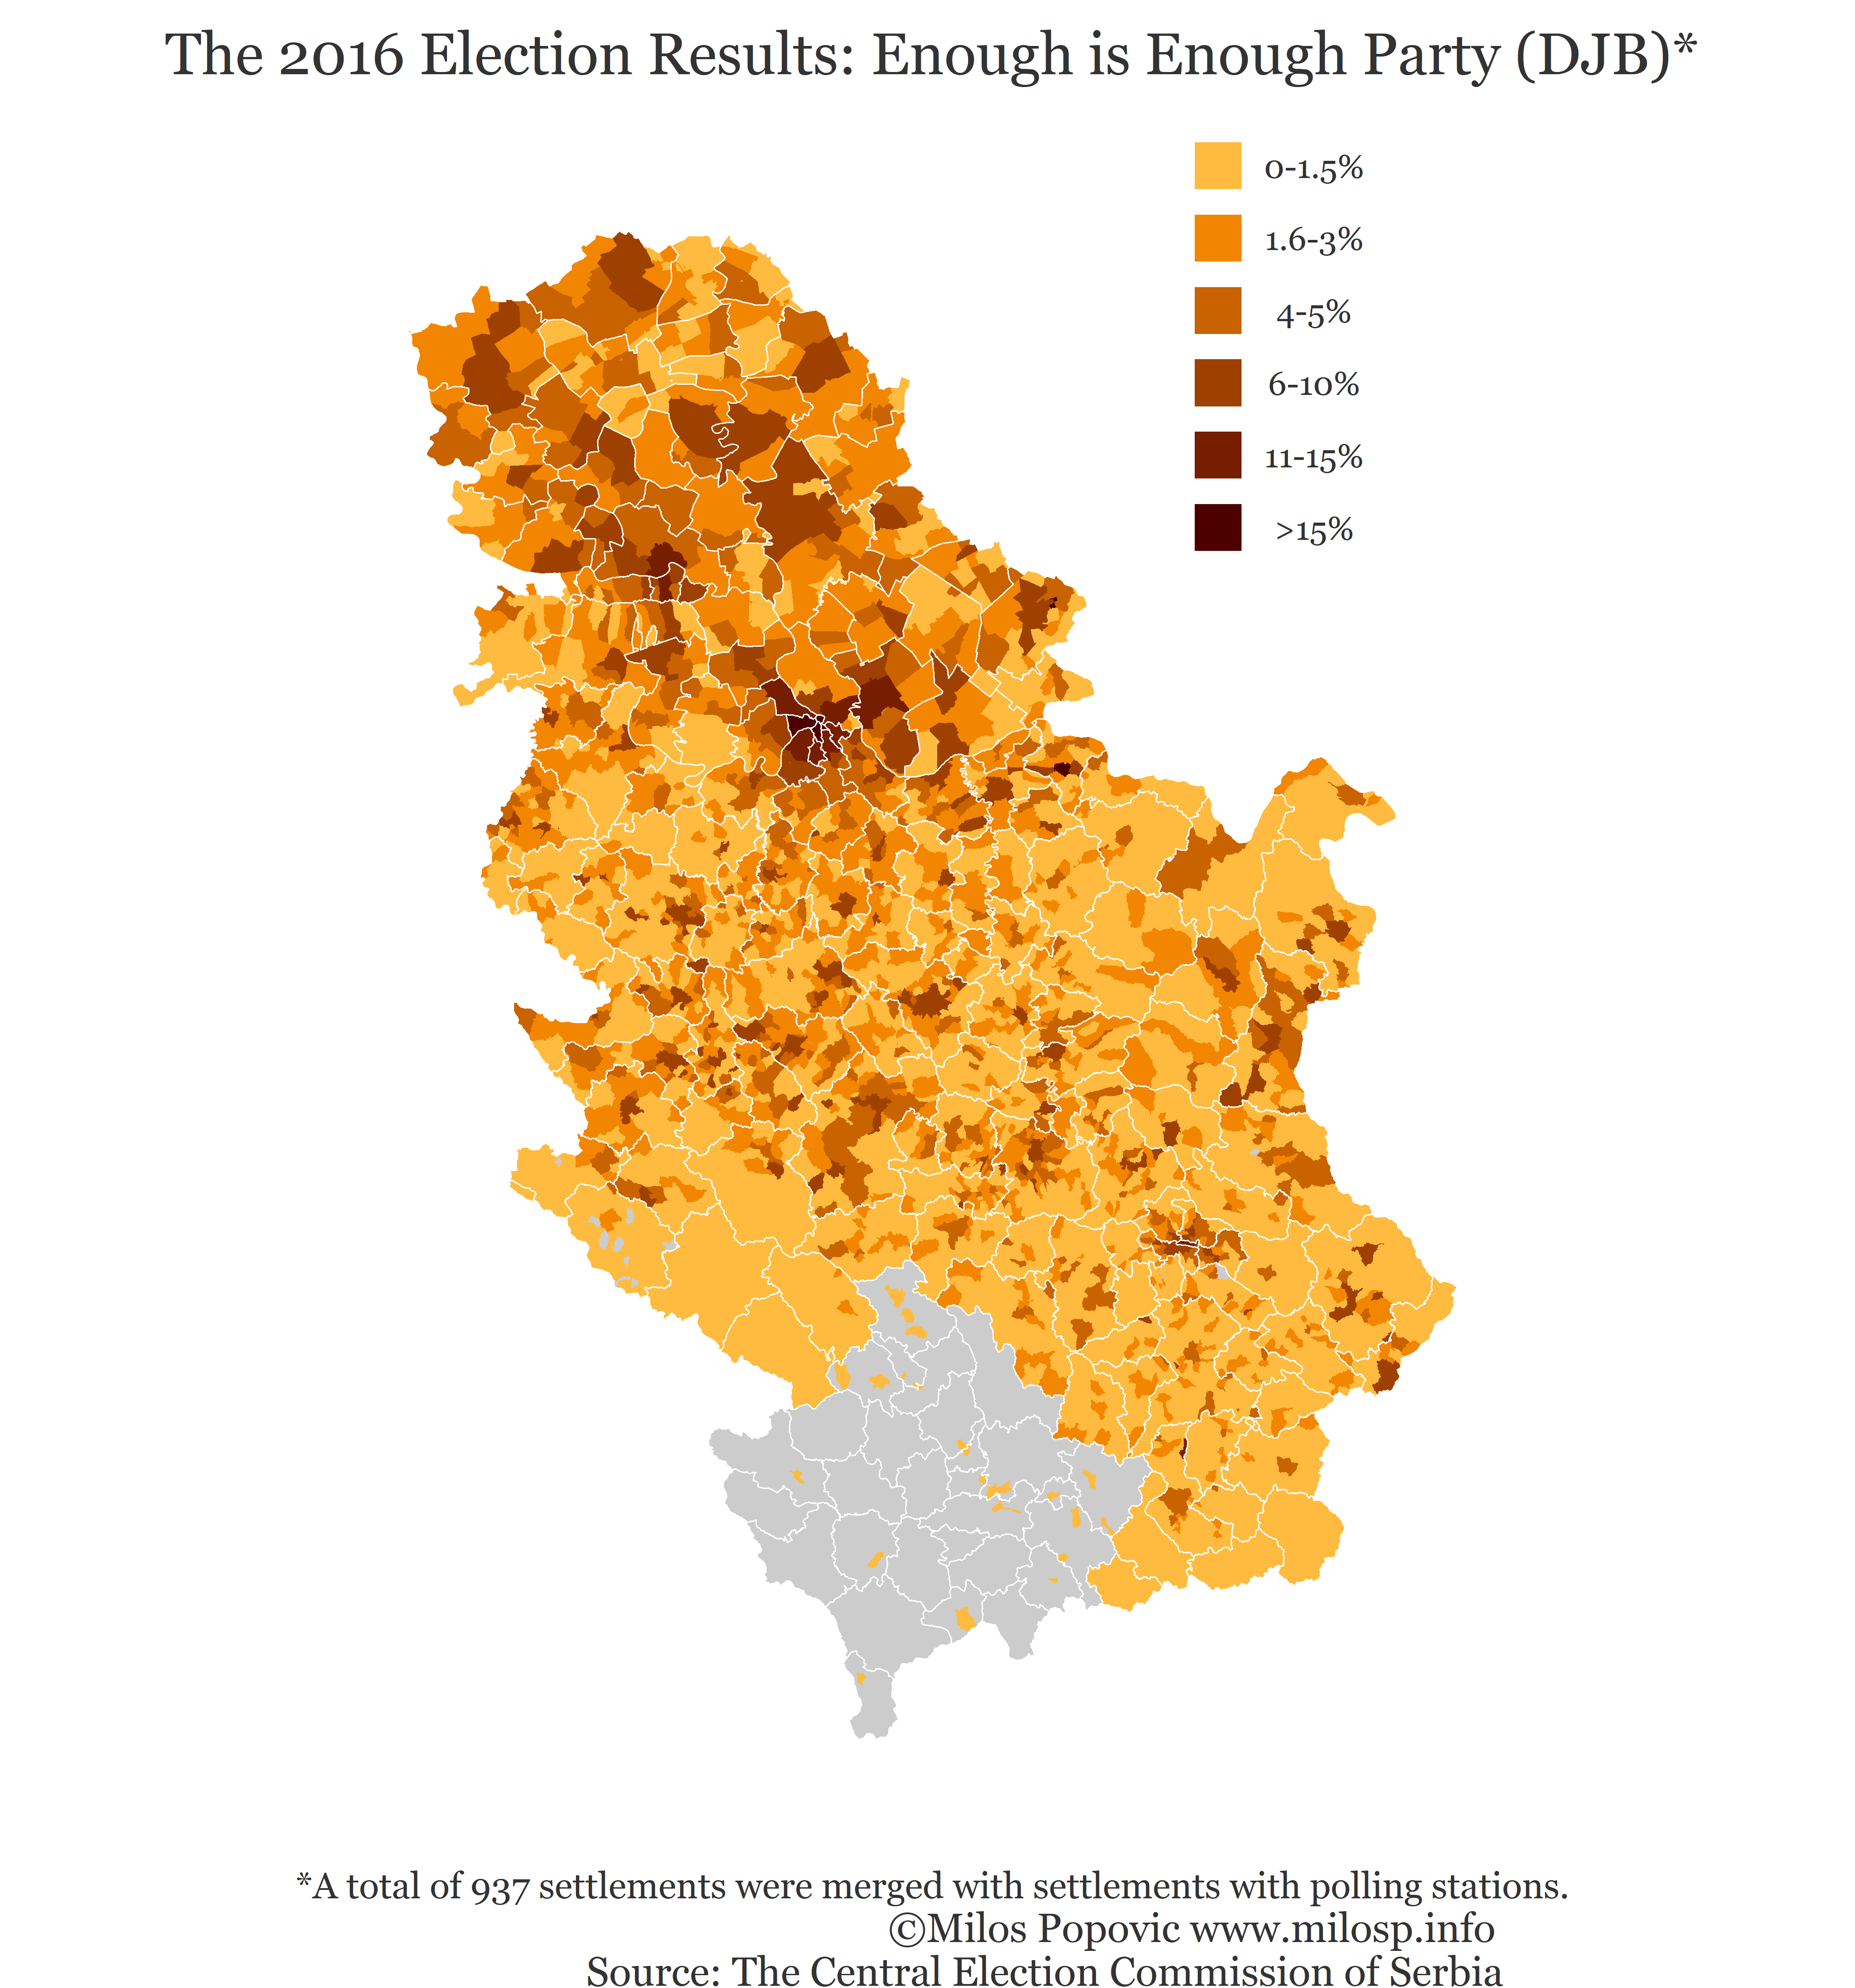 The 2016 Election Results: Enough is Enough Party (DJB)*
0-1.5%
1.6-3%
4-5%
6-10%
11-15%
>15%
*A total of 937 settlements were merged with settlements with polling stations.
©Milos Popovic www.milosp.info
Source: The Central Election Commission of Serbia